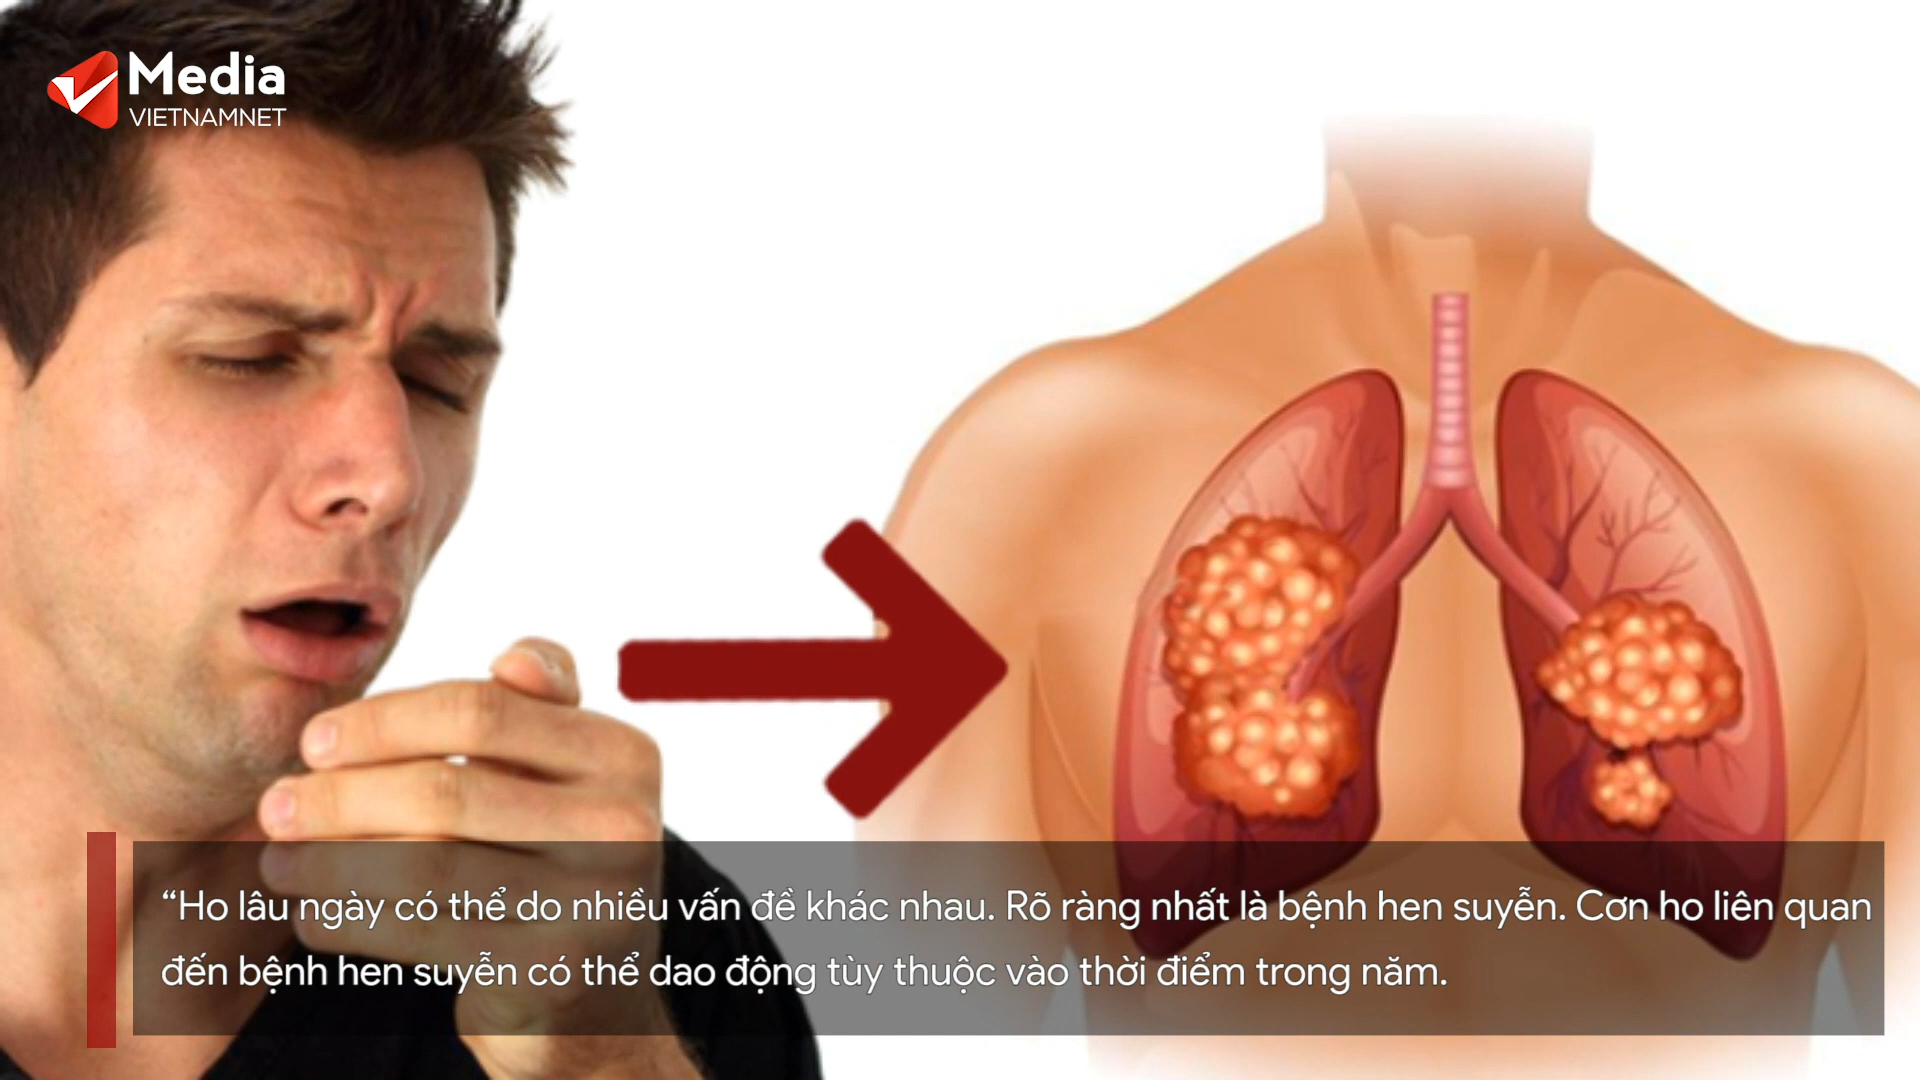 Media
VIETNAMNET
“Ho lâu ngày có thể do nhiều vấn đề khác nhau. Rõ ràng nhất là bệnh hen suyễn. Cơn ho liên quan
đến bệnh hen suyễn có thể dao động tùy thuộc vào thời điểm trong năm.